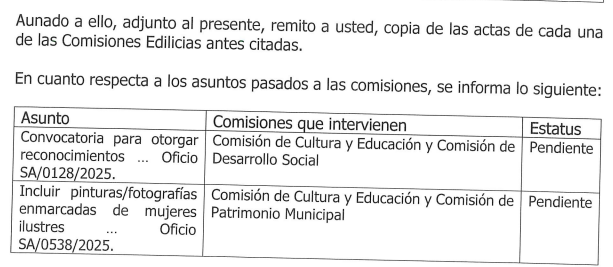 Aunado a ello, adjunto al presente, remito a usted, copia de las actas de cada una
de las Comisiones Edilicias antes citadas.
En cuanto respecta a los asuntos pasados a las comisiones, se informa lo siguiente:
Asunto Comisiones que intervienen Estatus
Convocatoria para otorgar
reconocimientos ... Oficio
SA/0128/2025.
Comisión de Cultura y Educación y Comisión de
Desarrollo Social
Pendiente
Incluir pinturas/fotografías
enmarcadas de mujeres
ilustres ... Oficio
SA/0538/2025.
Comisión de Cultura y Educación y Comisión de
Patrimonio Municipal
Pendiente